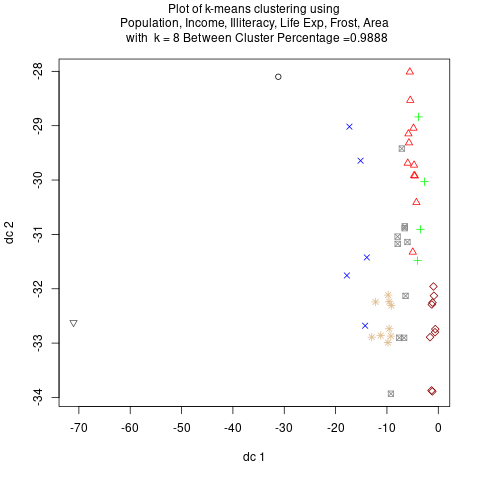 Plot of k-means clustering using
Population, Income, Illiteracy, Life Exp, Frost, Area
with k = 8 Between Cluster Percentage =0.9888
dc 2
-28
-29
-30
-31
-32
-33
-34
-70 -60 -50 -40 -30 -20 -10 0
dc 1